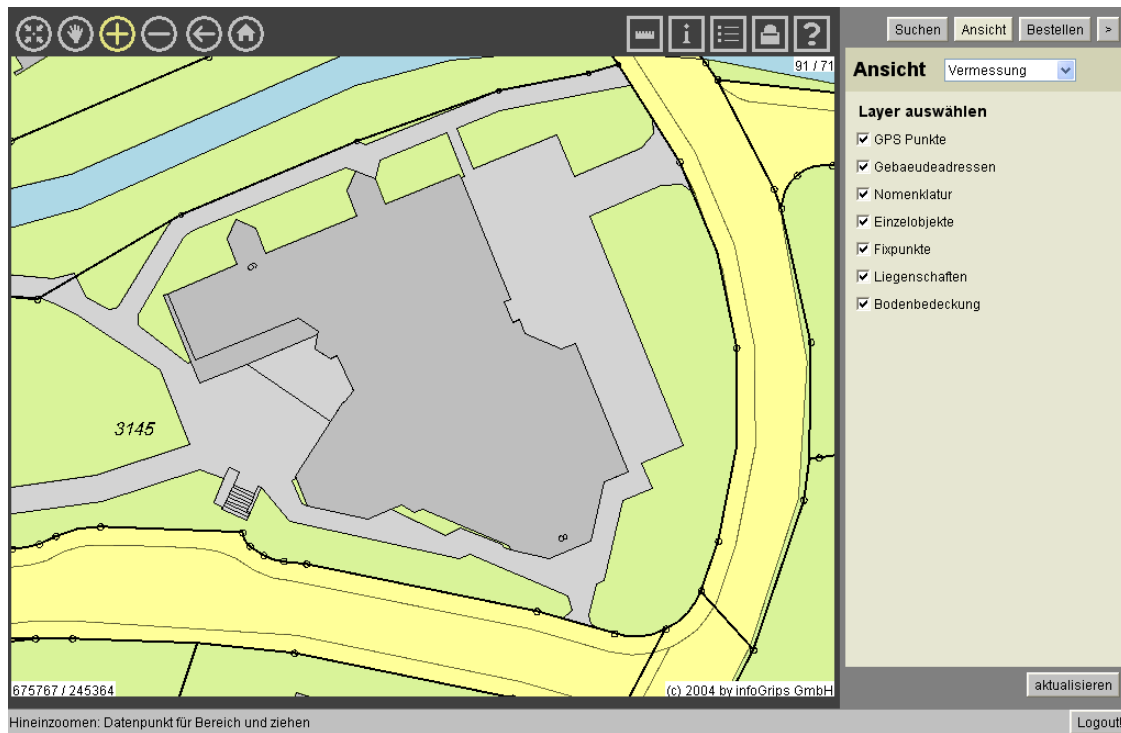 Suchen Ansicht Bestellen >
91 / 71
Ansicht Vermessung
Layer auswählen
GPS Punkte
Gebaeudeadressen
Nomenklatur
Einzelobjekte
Fixpunkte
Liegenschaften
Bodenbedeckung
3145
8
675767 / 245364
(c) 2004 by infoGrips GmbH
aktualisieren
Hineinzoomen: Datenpunkt für Bereich und ziehen
Logout!